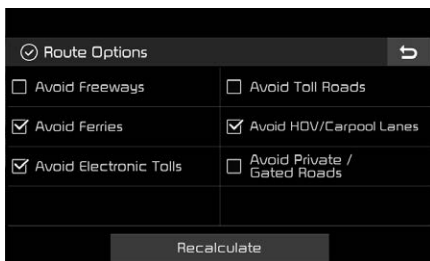 Route Options
Avoid Freeways
Avoid Toll Roads
Avoid Ferries
Avoid HOV/Carpool Lanes
Avoid Electronic Tolls
Avoid Private /
Gated Roads
Recalculate